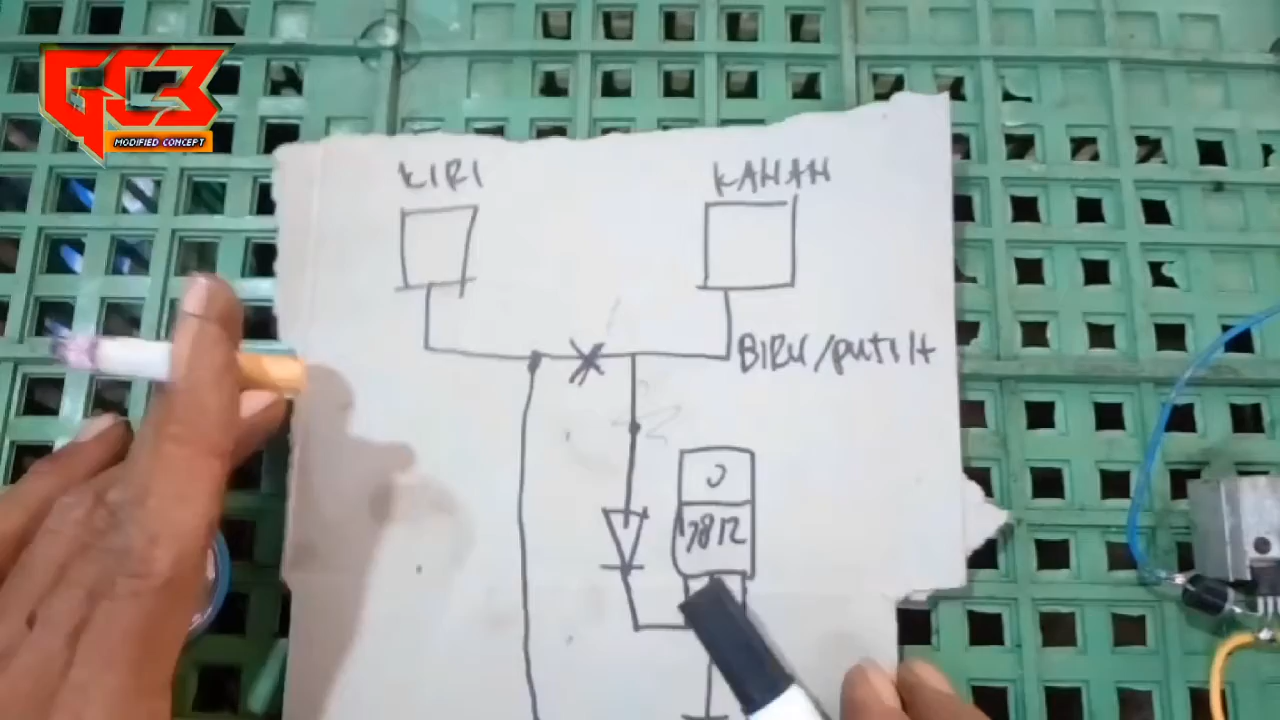 GC3
MODIFIED CONCEPT
KIRI
KANAN
BIRU/putiH
7812